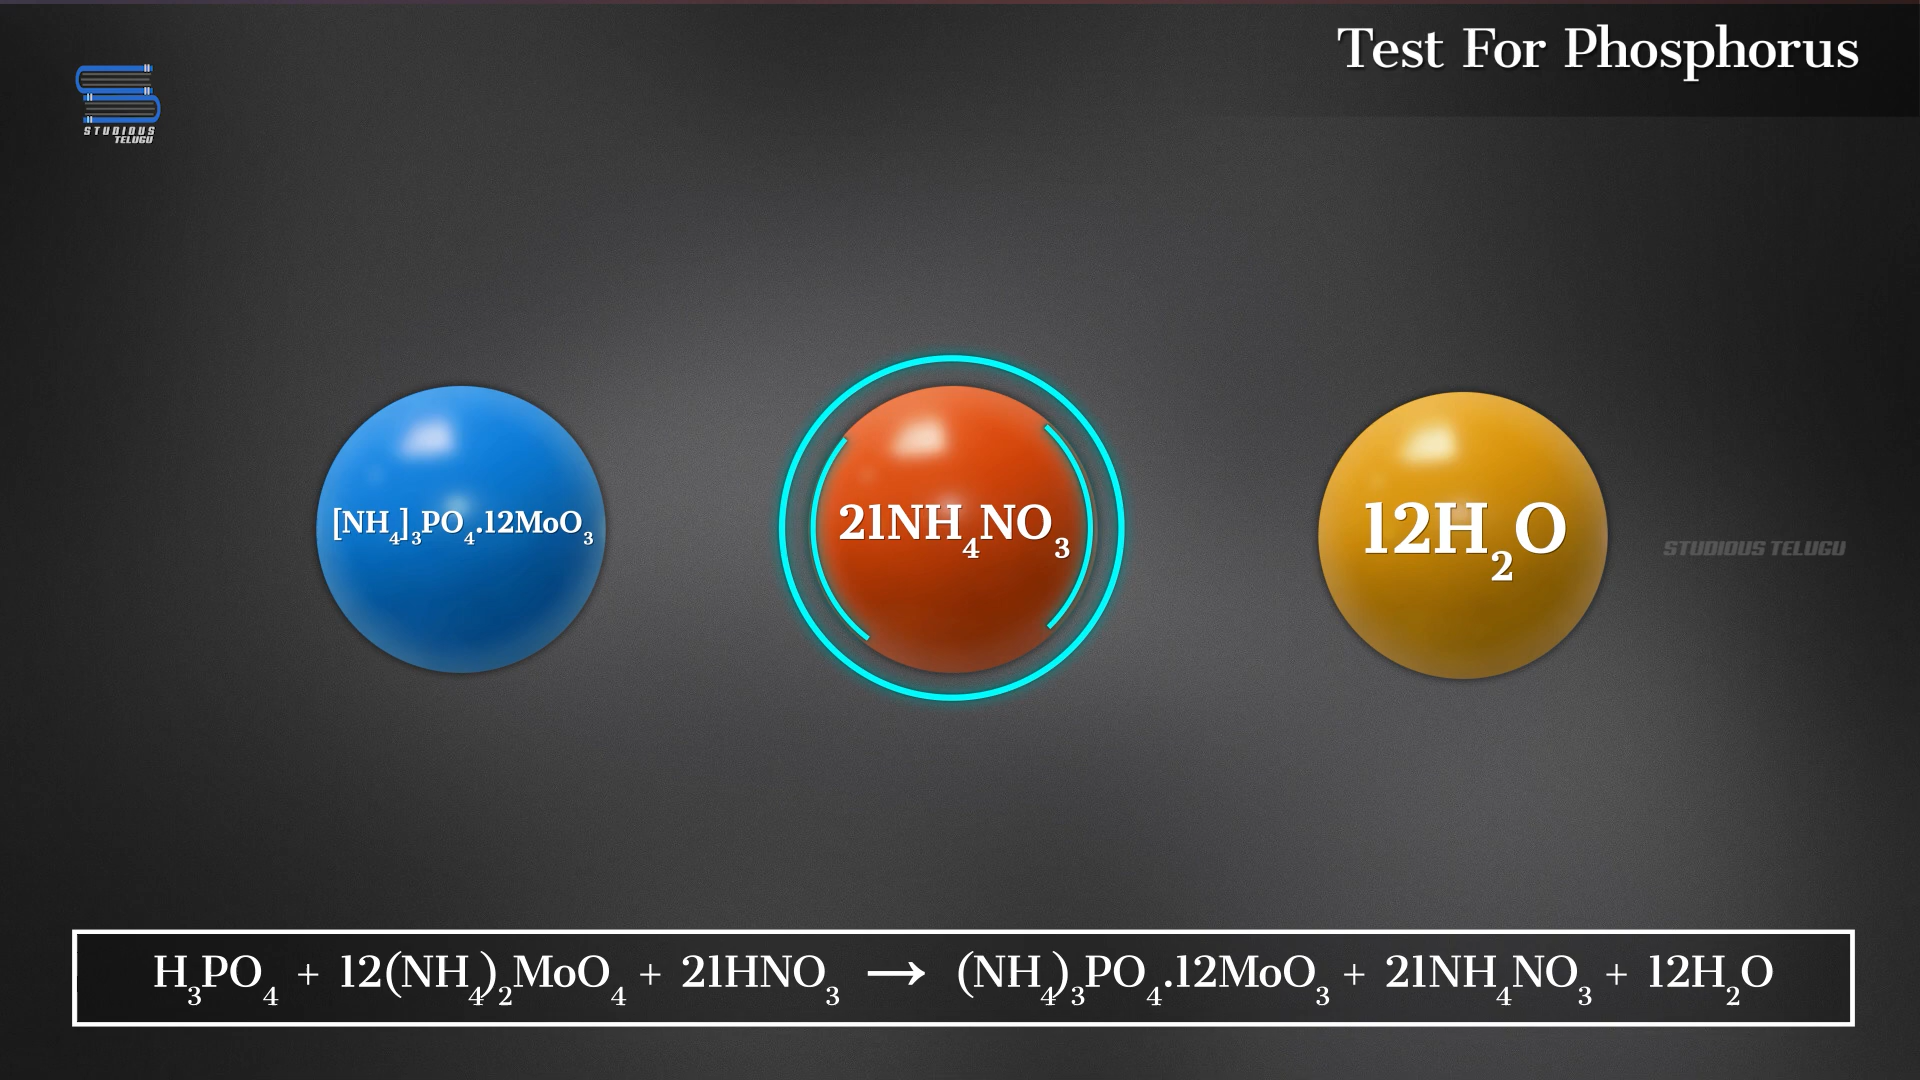 Test For Phosphorus
STUDIOUS
TELUGU
[NH₄]₃PO₄.12MoO₃
21NH₄NO₃
12H₂O
STUDIOUS TELUGU
H₃PO₄ + 12(NH₄)₂MoO₄ + 21HNO₃ → (NH₄)₃PO₄.12MoO₃ + 21NH₄NO₃ + 12H₂O